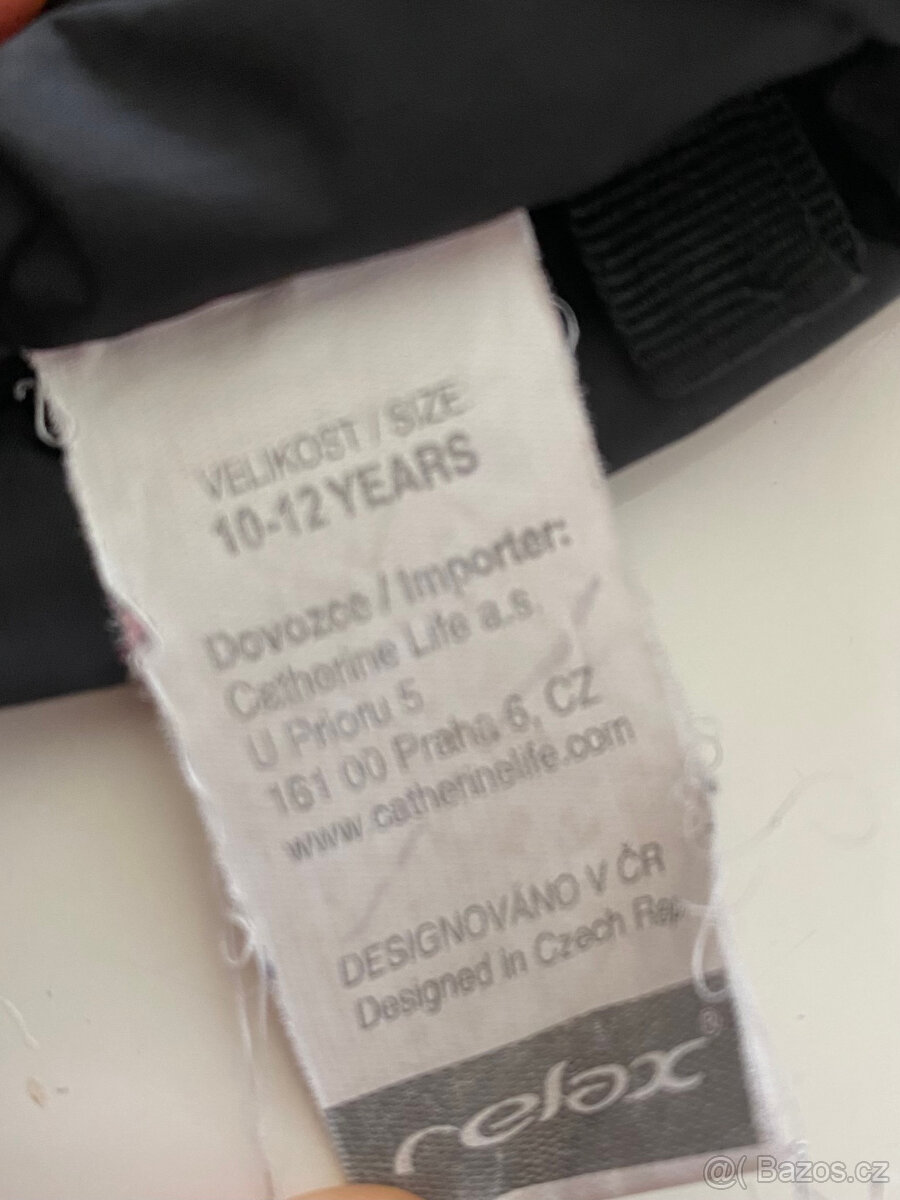 VELIKOST / SIZE
10-12 YEARS
Dovozce / Importer:
Catherine Life a.s.
U Prioru 5
161 00 Praha 6, CZ
www.catherinelife.com
DESIGNOVÁNO V ČR
Designed in Czech Rep.
relax®
@( Bazos.cz